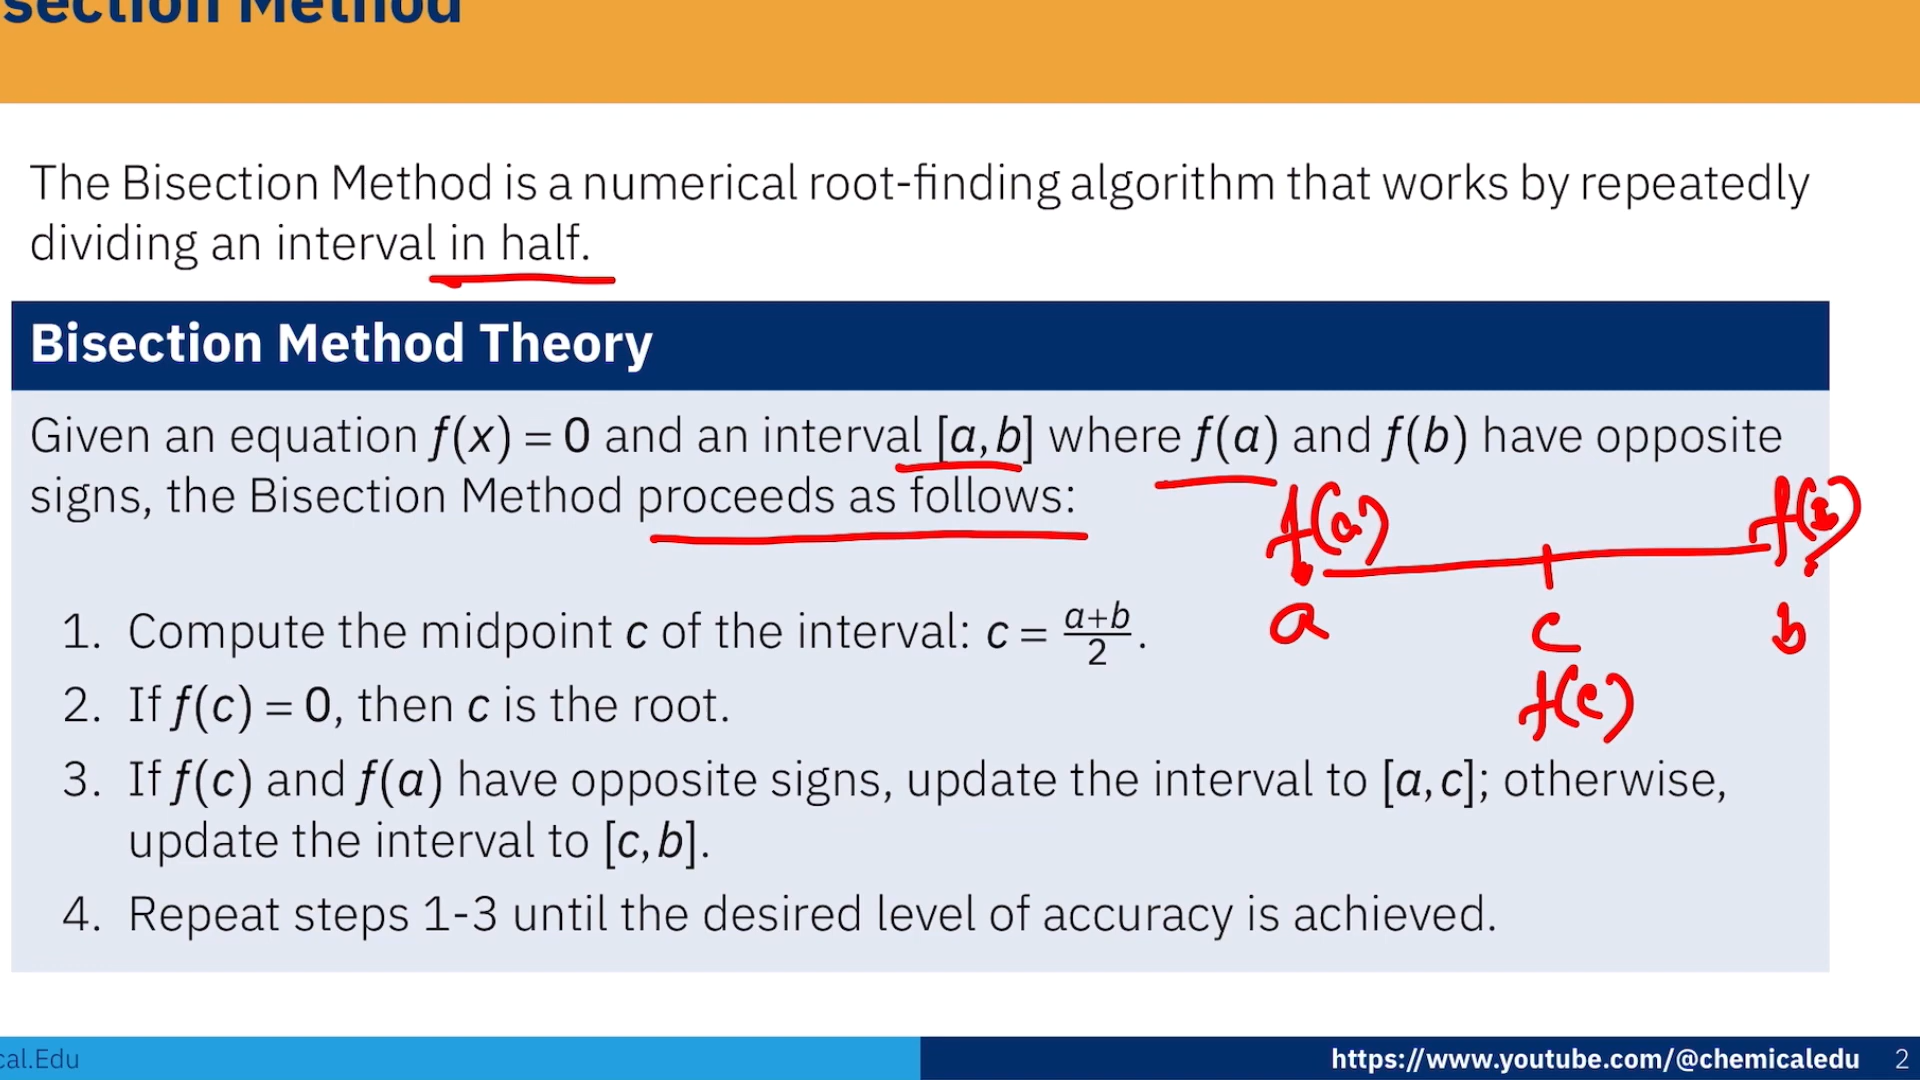 section Method
The Bisection Method is a numerical root-finding algorithm that works by repeatedly
dividing an interval in half.
Bisection Method Theory
Given an equation f(x) = 0 and an interval [a, b] where f(a) and f(b) have opposite
signs, the Bisection Method proceeds as follows:
f(a)
f(b)
a
c
b
f(c)
1. Compute the midpoint c of the interval: c = a+b/2.
2. If f(c) = 0, then c is the root.
3. If f(c) and f(a) have opposite signs, update the interval to [a, c]; otherwise,
update the interval to [c, b].
4. Repeat steps 1-3 until the desired level of accuracy is achieved.
cal.Edu
https://www.youtube.com/@chemicaledu
2